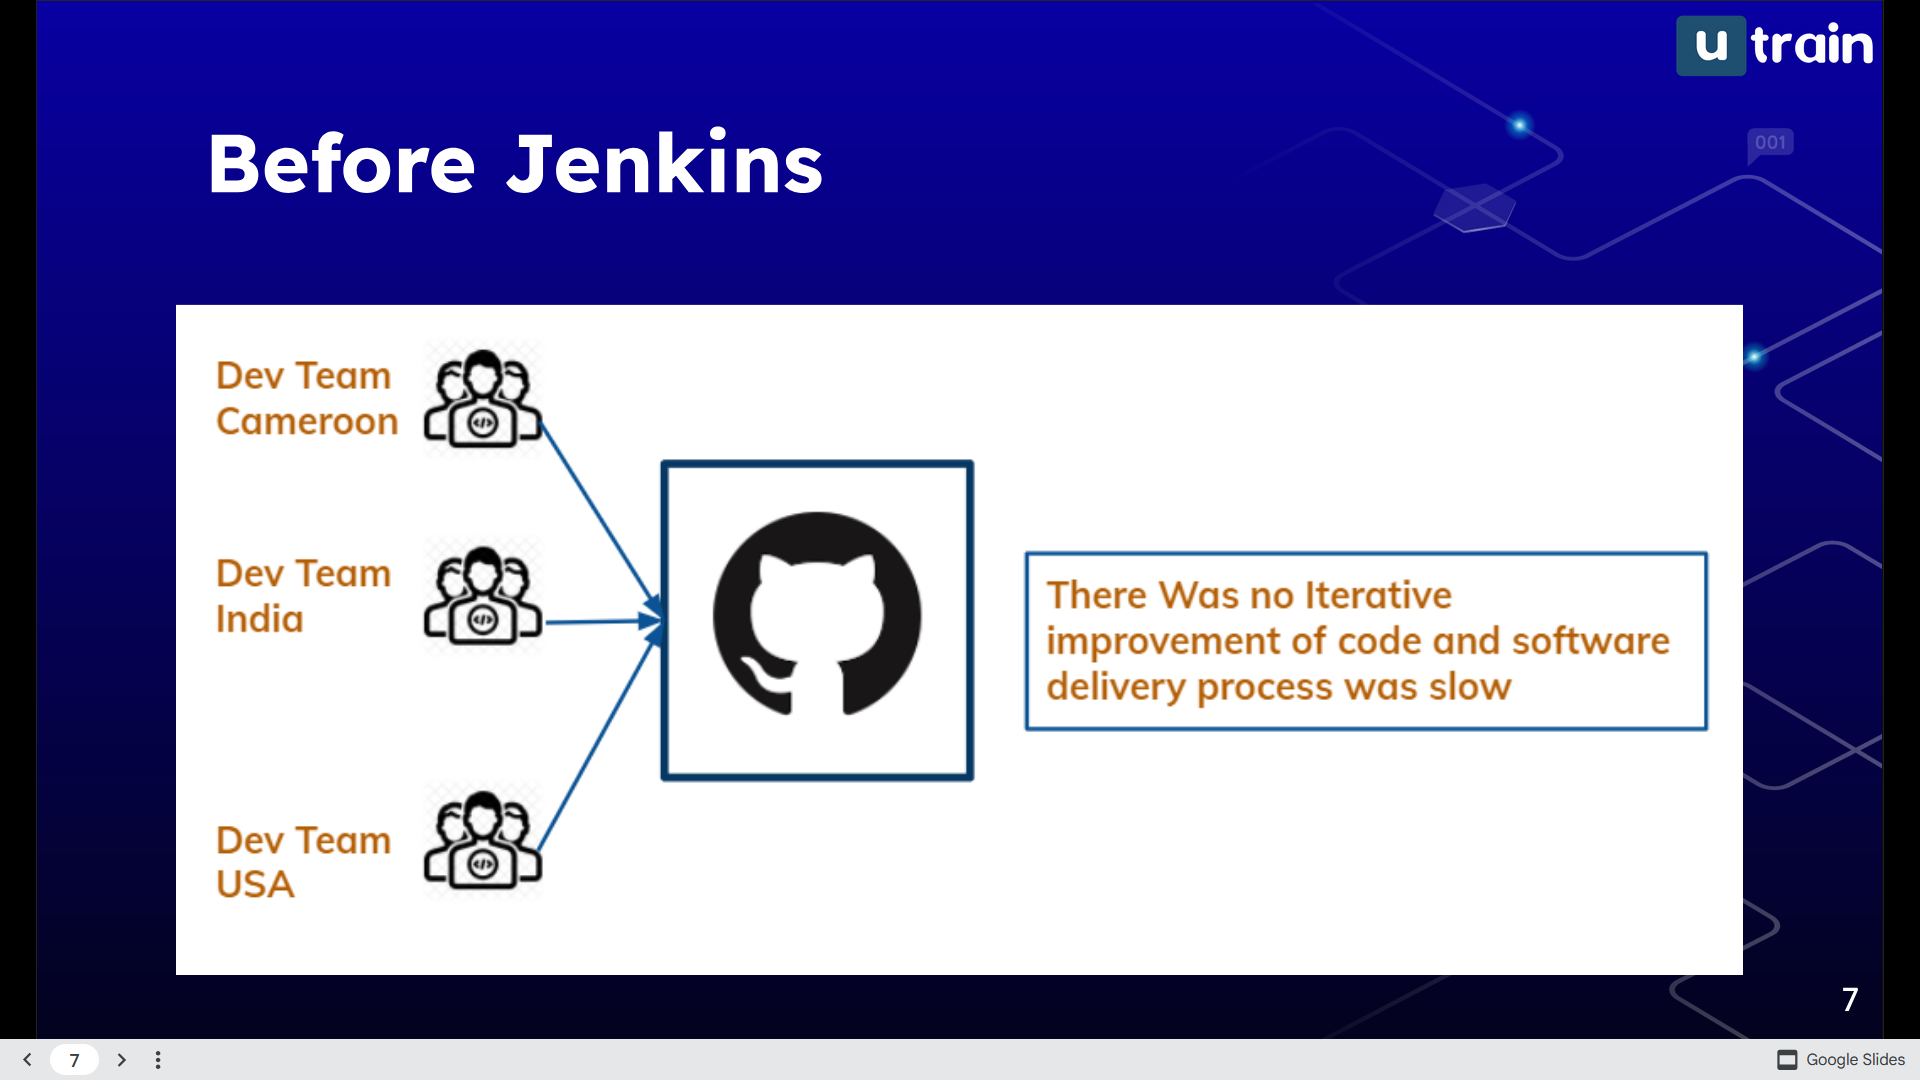 u train
001
Before Jenkins
Dev Team
Cameroon
Dev Team
India
Dev Team
USA
There Was no Iterative
improvement of code and software
delivery process was slow
7
7
Google Slides